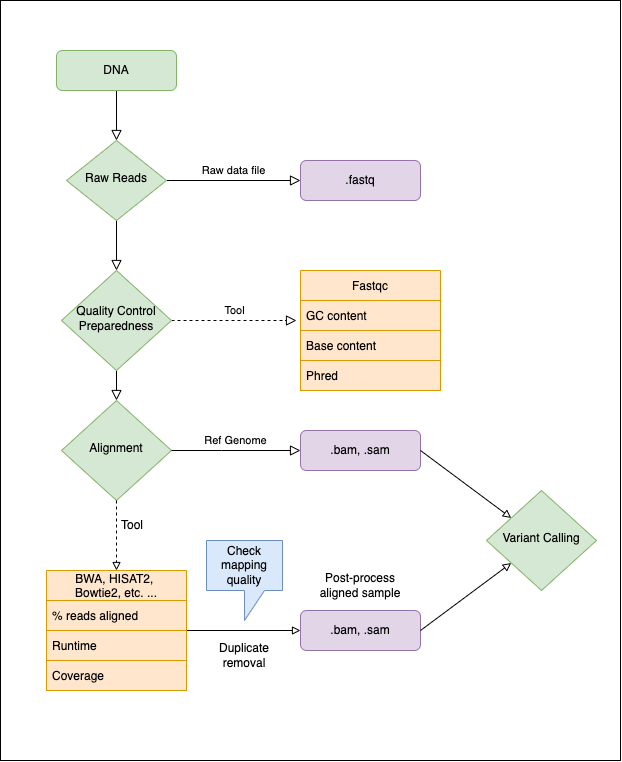 DNA
Raw Reads
Raw data file
.fastq
Quality Control
Preparedness
Tool
Fastqc
GC content
Base content
Phred
Alignment
Ref Genome
.bam, .sam
Variant Calling
Tool
BWA, HISAT2,
Bowtie2, etc. ...
% reads aligned
Runtime
Coverage
Check
mapping
quality
Duplicate
removal
Post-process
aligned sample
.bam, .sam